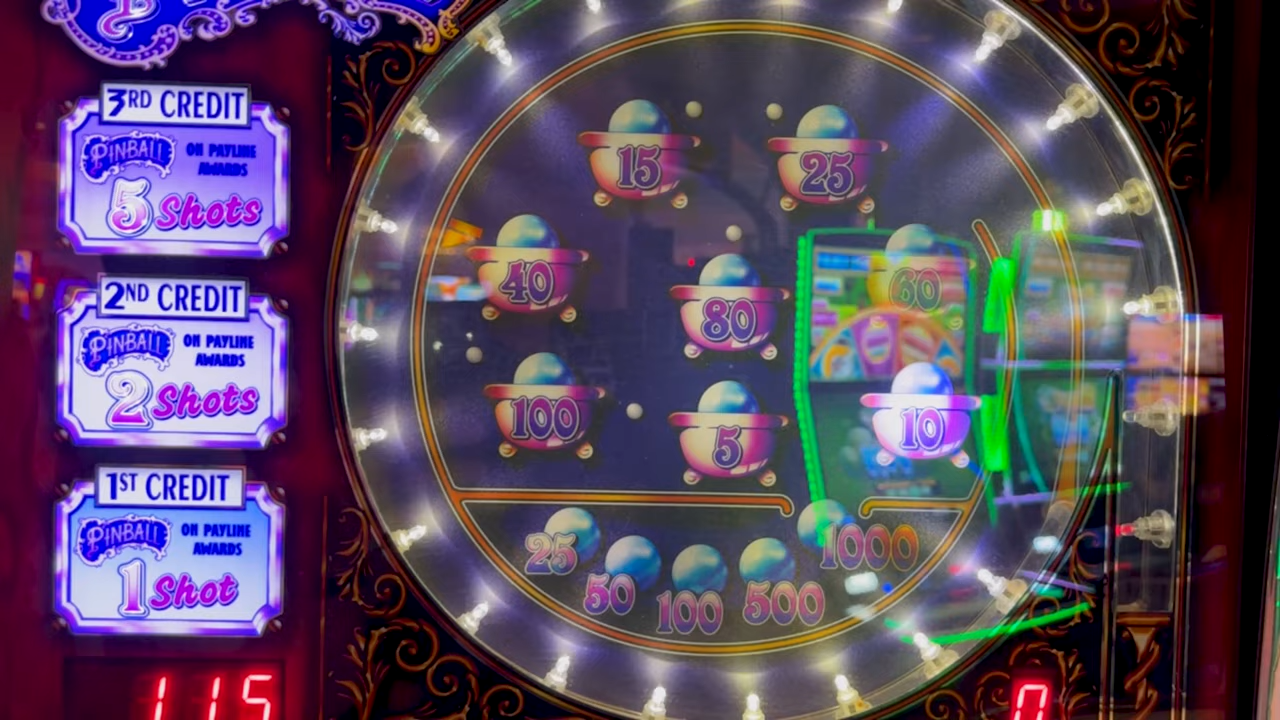 3RD CREDIT
PINBALL
ON PAYLINE
AWARDS
5 Shots
2ND CREDIT
PINBALL
ON PAYLINE
AWARDS
2 Shots
1ST CREDIT
PINBALL
ON PAYLINE
AWARDS
1 Shot
115
15
25
40
60
80
100
5
10
25
50
100
500
1000
0